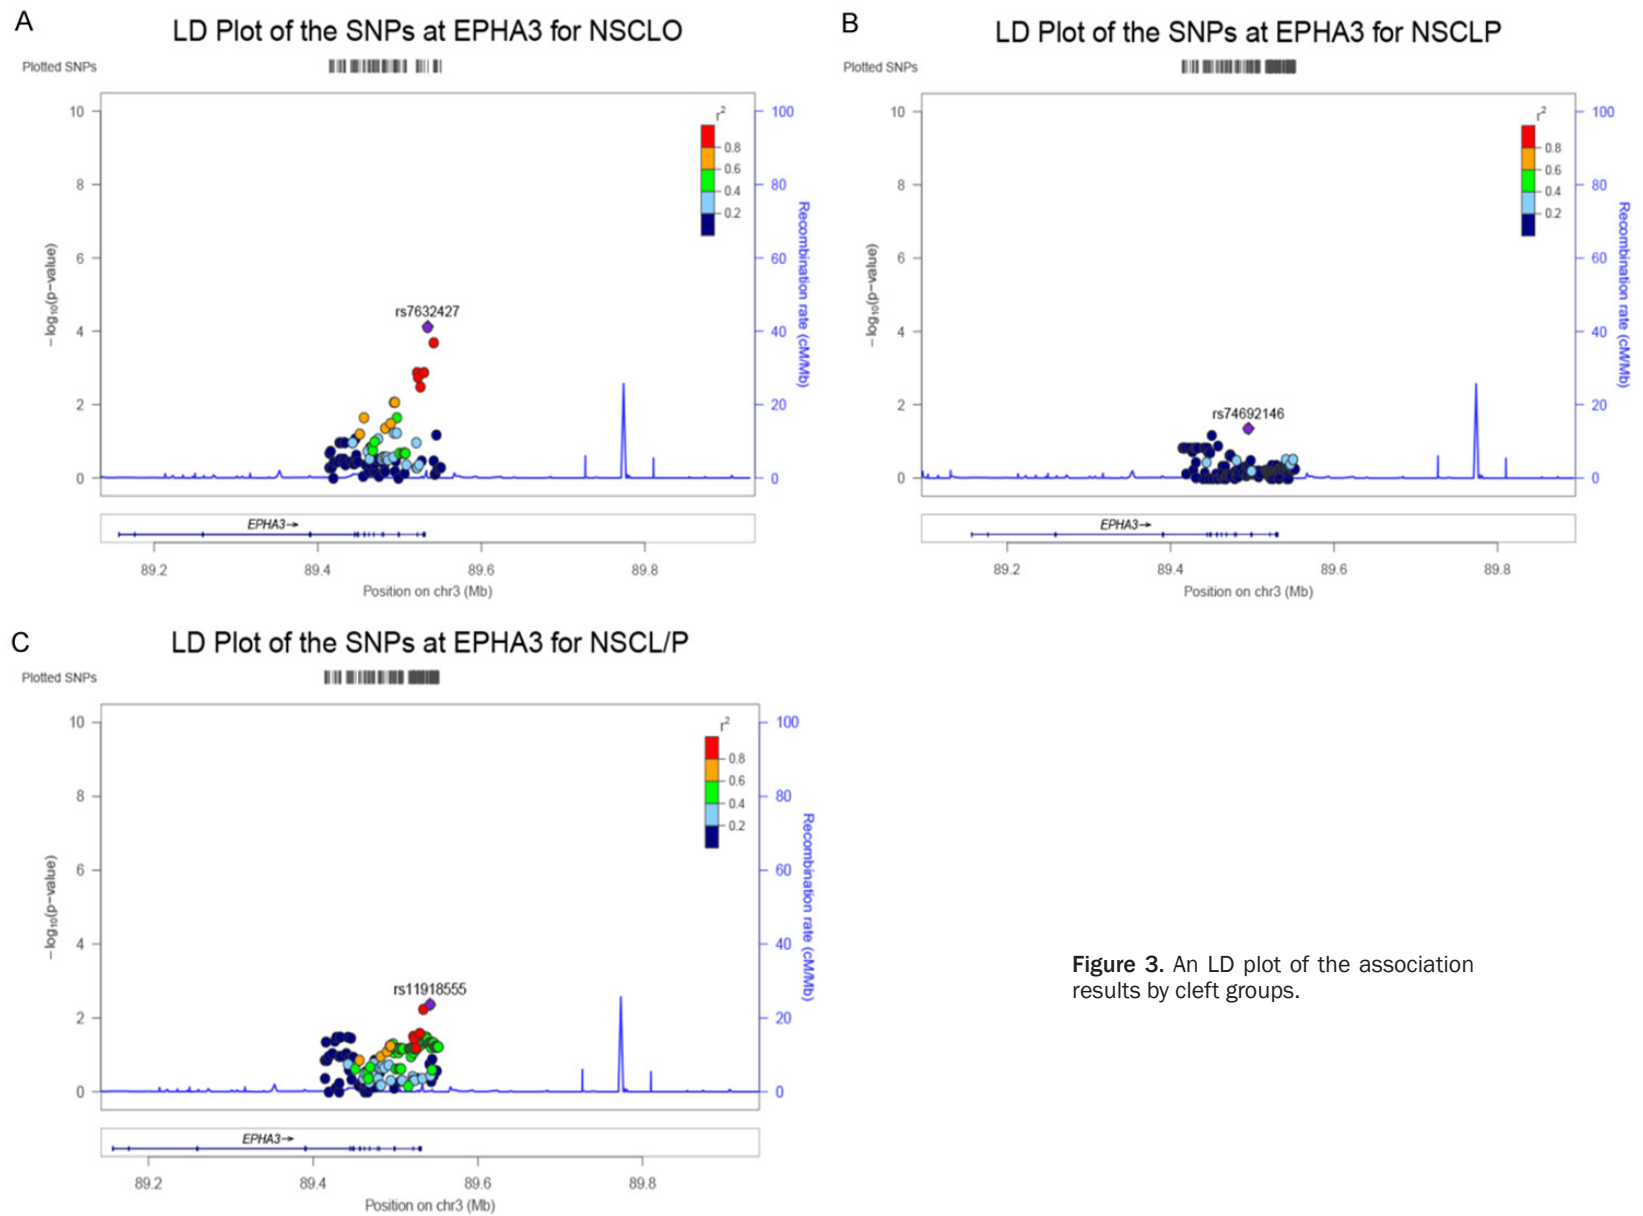 A
LD Plot of the SNPs at EPHA3 for NSCLO
Plotted SNPs
10
8
6
4
2
0
−log10(p−value)
100
80
60
40
20
0
Recombination rate (cM/Mb)
r2
0.8
0.6
0.4
0.2
rs7632427
EPHA3→
89.2 89.4 89.6 89.8
Position on chr3 (Mb)
B
LD Plot of the SNPs at EPHA3 for NSCLP
Plotted SNPs
10
8
6
4
2
0
−log10(p−value)
100
80
60
40
20
0
Recombination rate (cM/Mb)
r2
0.8
0.6
0.4
0.2
rs74692146
EPHA3→
89.2 89.4 89.6 89.8
Position on chr3 (Mb)
C
LD Plot of the SNPs at EPHA3 for NSCL/P
Plotted SNPs
10
8
6
4
2
0
−log10(p−value)
100
80
60
40
20
0
Recombination rate (cM/Mb)
r2
0.8
0.6
0.4
0.2
rs11918555
EPHA3→
89.2 89.4 89.6 89.8
Position on chr3 (Mb)
Figure 3. An LD plot of the association
results by cleft groups.